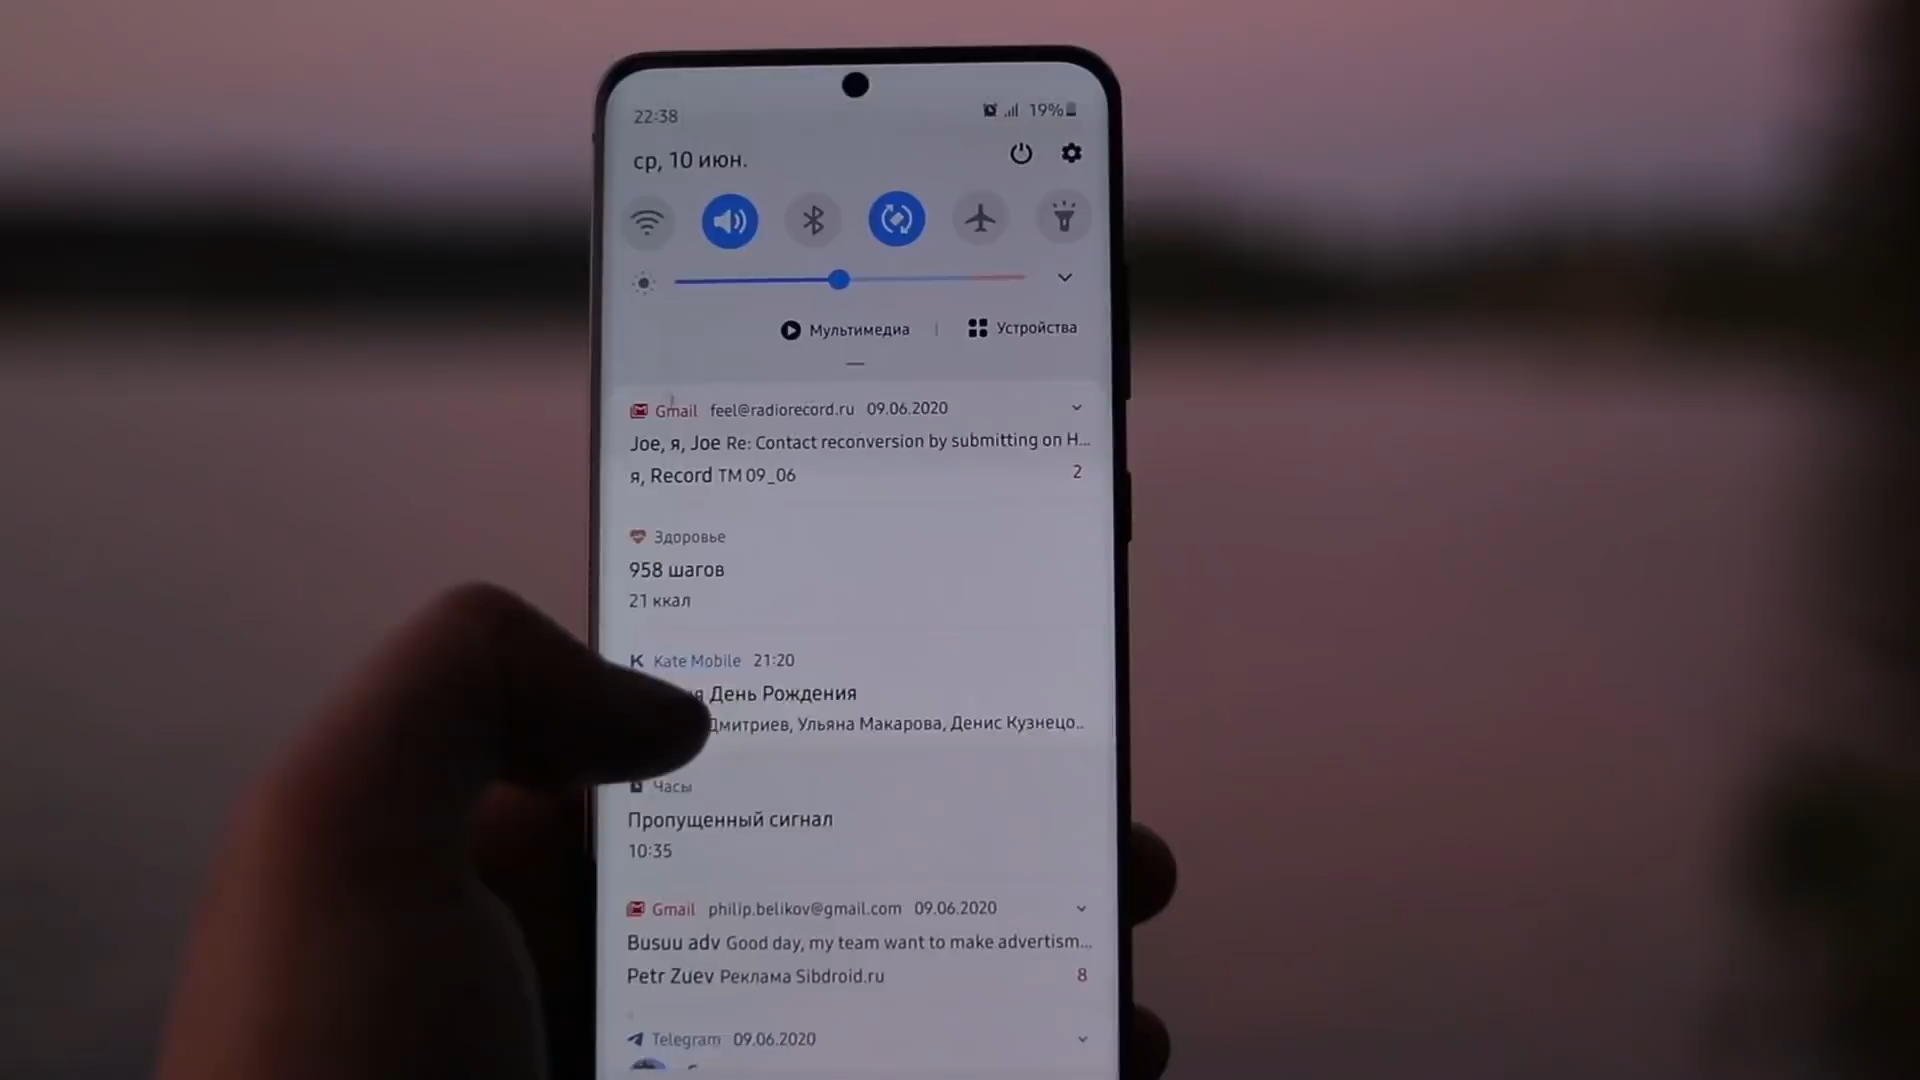 22:38
19%
ср, 10 июн.
Мультимедиа | Устройства
Gmail feel@radiorecord.ru 09.06.2020
Joe, я, Joe Re: Contact reconversion by submitting on H...
я, Record TM 09_06
2
Здоровье
958 шагов
21 ккал
Kate Mobile 21:20
День Рождения
Дмитриев, Ульяна Макарова, Денис Кузнецо..
Часы
Пропущенный сигнал
10:35
Gmail philip.belikov@gmail.com 09.06.2020
Busuu adv Good day, my team want to make advertism...
Petr Zuev Реклама Sibdroid.ru
8
Telegram 09.06.2020